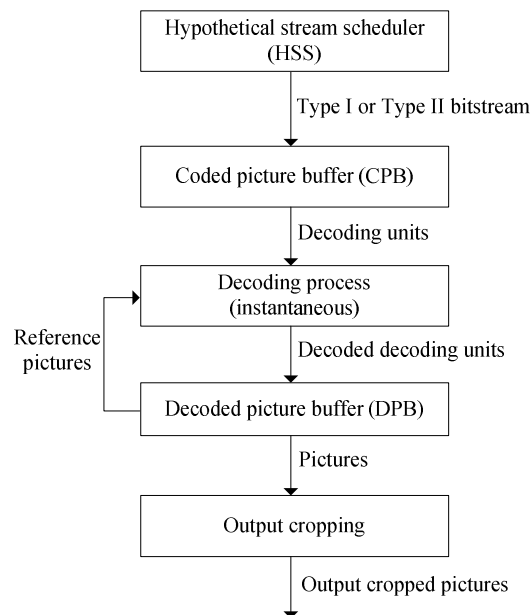 Hypothetical stream scheduler
(HSS)
Type I or Type II bitstream
Coded picture buffer (CPB)
Decoding units
Decoding process
(instantaneous)
Reference
pictures
Decoded decoding units
Decoded picture buffer (DPB)
Pictures
Output cropping
Output cropped pictures